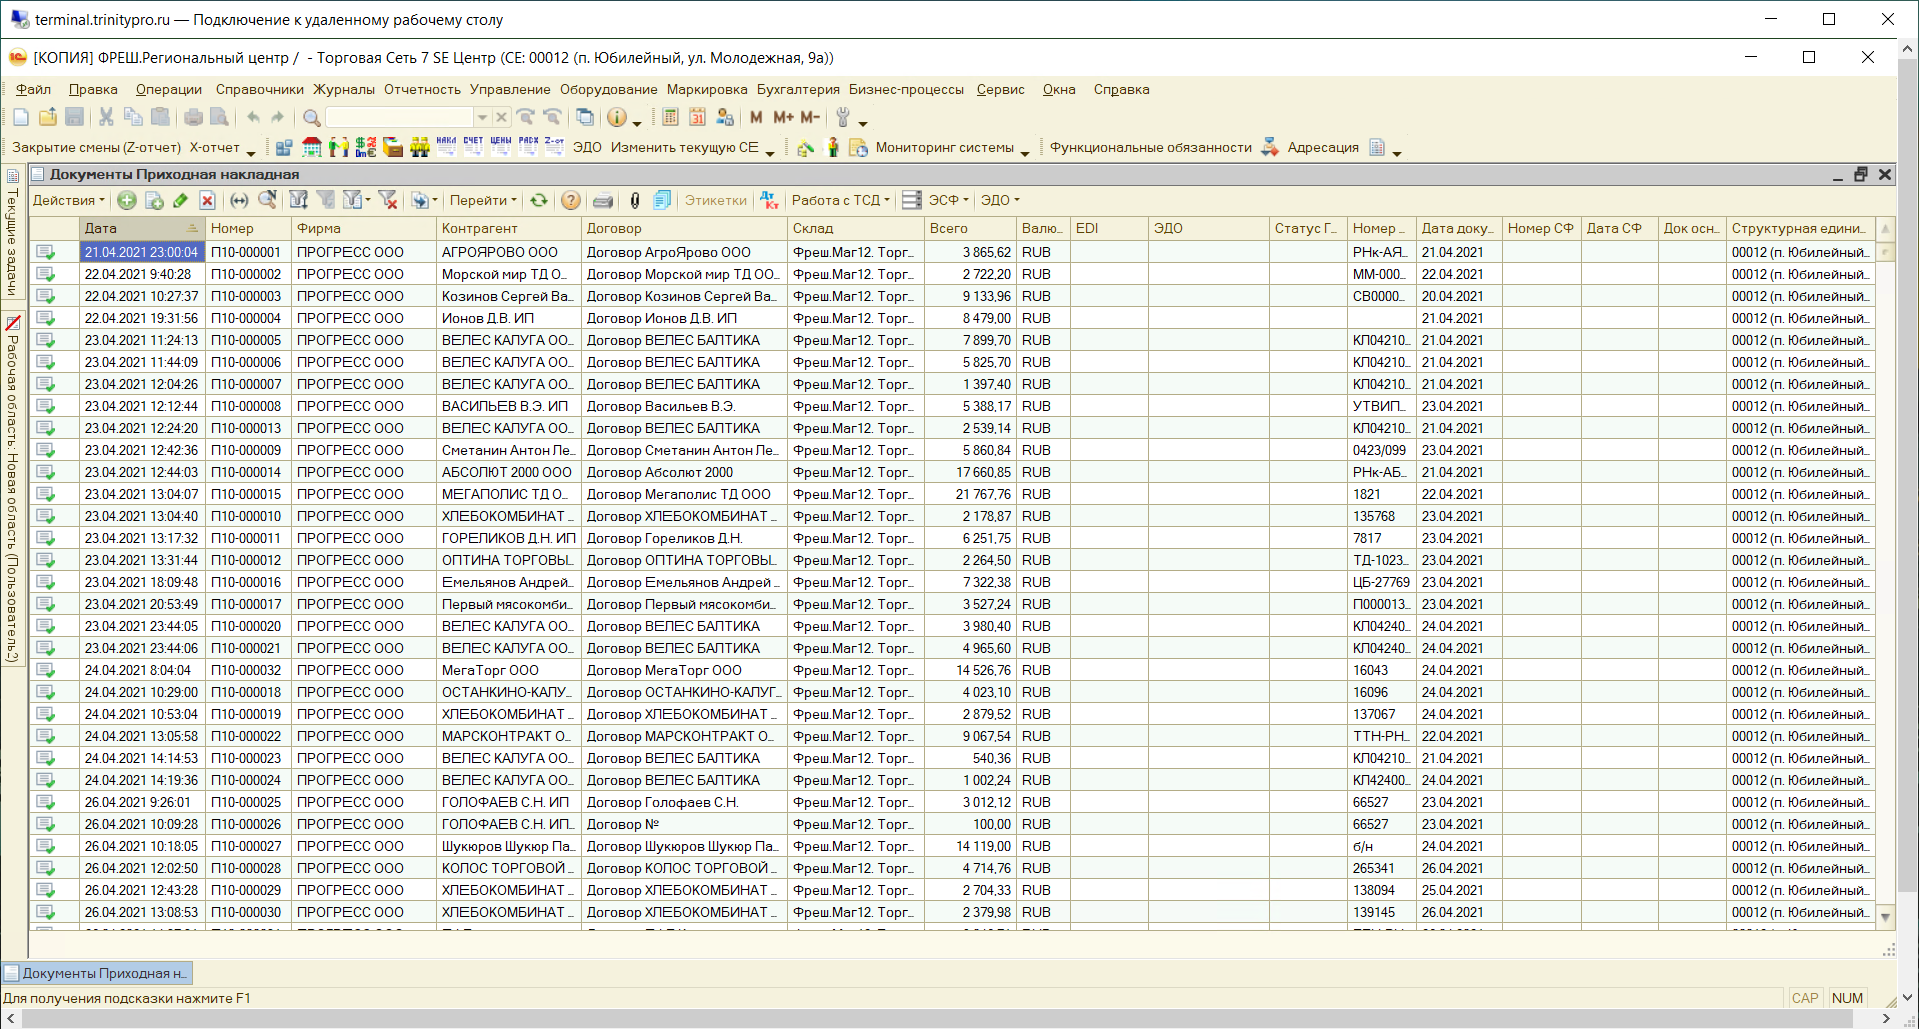 terminal.trinitypro.ru — Подключение к удаленному рабочему столу
[КОПИЯ] ФРЕШ.Региональный центр / - Торговая Сеть 7 SE Центр (СЕ: 00012 (п. Юбилейный, ул. Молодежная, 9а))
Файл Правка Операции Справочники Журналы Отчетность Управление Оборудование Маркировка Бухгалтерия Бизнес-процессы Сервис Окна Справка
M M+ M-
Закрытие смены (Z-отчет) X-отчет НАКЛ СЧЕТ ЦЕНЫ РАСХ Z-от ЭДО Изменить текущую СЕ Мониторинг системы Функциональные обязанности Адресация
Текущие задачи
Рабочая область: Новая область (Пользователь2)
Документы Приходная накладная
Действия Перейти Этикетки Дт Кт Работа с ТСД ЭСФ ЭДО
Дата Номер Фирма Контрагент Договор Склад Всего Валю... EDI ЭДО Статус Г... Номер ... Дата доку... Номер СФ Дата СФ Док осн... Структурная едини...
21.04.2021 23:00:04 П10-000001 ПРОГРЕСС ООО АГРОЯРОВО ООО Договор АгроЯрово ООО Фреш.Маг12. Торг... 3 865,62 RUB РНк-АЯ... 21.04.2021 00012 (п. Юбилейный...
22.04.2021 9:40:28 П10-000002 ПРОГРЕСС ООО Морской мир ТД О... Договор Морской мир ТД ОО... Фреш.Маг12. Торг... 2 722,20 RUB ММ-000... 22.04.2021 00012 (п. Юбилейный...
22.04.2021 10:27:37 П10-000003 ПРОГРЕСС ООО Козинов Сергей Ва... Договор Козинов Сергей Ва... Фреш.Маг12. Торг... 9 133,96 RUB СВ0000... 20.04.2021 00012 (п. Юбилейный...
22.04.2021 19:31:56 П10-000004 ПРОГРЕСС ООО Ионов Д.В. ИП Договор Ионов Д.В. ИП Фреш.Маг12. Торг... 8 479,00 RUB 21.04.2021 00012 (п. Юбилейный...
23.04.2021 11:24:13 П10-000005 ПРОГРЕСС ООО ВЕЛЕС КАЛУГА ОО... Договор ВЕЛЕС БАЛТИКА Фреш.Маг12. Торг... 7 899,70 RUB КЛ04210... 21.04.2021 00012 (п. Юбилейный...
23.04.2021 11:44:09 П10-000006 ПРОГРЕСС ООО ВЕЛЕС КАЛУГА ОО... Договор ВЕЛЕС БАЛТИКА Фреш.Маг12. Торг... 5 825,70 RUB КЛ04210... 21.04.2021 00012 (п. Юбилейный...
23.04.2021 12:04:26 П10-000007 ПРОГРЕСС ООО ВЕЛЕС КАЛУГА ОО... Договор ВЕЛЕС БАЛТИКА Фреш.Маг12. Торг... 1 397,40 RUB КЛ04210... 21.04.2021 00012 (п. Юбилейный...
23.04.2021 12:12:44 П10-000008 ПРОГРЕСС ООО ВАСИЛЬЕВ В.Э. ИП Договор Васильев В.Э. Фреш.Маг12. Торг... 5 388,17 RUB УТВИП... 23.04.2021 00012 (п. Юбилейный...
23.04.2021 12:24:20 П10-000013 ПРОГРЕСС ООО ВЕЛЕС КАЛУГА ОО... Договор ВЕЛЕС БАЛТИКА Фреш.Маг12. Торг... 2 539,14 RUB КЛ04210... 21.04.2021 00012 (п. Юбилейный...
23.04.2021 12:42:36 П10-000009 ПРОГРЕСС ООО Сметанин Антон Ле... Договор Сметанин Антон Ле... Фреш.Маг12. Торг... 5 860,84 RUB 0423/099 23.04.2021 00012 (п. Юбилейный...
23.04.2021 12:44:03 П10-000014 ПРОГРЕСС ООО АБСОЛЮТ 2000 ООО Договор Абсолют 2000 Фреш.Маг12. Торг... 17 660,85 RUB РНк-АБ... 21.04.2021 00012 (п. Юбилейный...
23.04.2021 13:04:07 П10-000015 ПРОГРЕСС ООО МЕГАПОЛИС ТД О... Договор Мегаполис ТД ООО Фреш.Маг12. Торг... 21 767,76 RUB 1821 22.04.2021 00012 (п. Юбилейный...
23.04.2021 13:04:40 П10-000010 ПРОГРЕСС ООО ХЛЕБОКОМБИНАТ ... Договор ХЛЕБОКОМБИНАТ ... Фреш.Маг12. Торг... 2 178,87 RUB 135768 23.04.2021 00012 (п. Юбилейный...
23.04.2021 13:17:32 П10-000011 ПРОГРЕСС ООО ГОРЕЛИКОВ Д.Н. ИП Договор Гореликов Д.Н. Фреш.Маг12. Торг... 6 251,75 RUB 7817 23.04.2021 00012 (п. Юбилейный...
23.04.2021 13:31:44 П10-000012 ПРОГРЕСС ООО ОПТИНА ТОРГОВЫ... Договор ОПТИНА ТОРГОВЫ... Фреш.Маг12. Торг... 2 264,50 RUB ТД-1023... 23.04.2021 00012 (п. Юбилейный...
23.04.2021 18:09:48 П10-000016 ПРОГРЕСС ООО Емельянов Андрей... Договор Емельянов Андрей ... Фреш.Маг12. Торг... 7 322,38 RUB ЦБ-27769 23.04.2021 00012 (п. Юбилейный...
23.04.2021 20:53:49 П10-000017 ПРОГРЕСС ООО Первый мясокомби... Договор Первый мясокомби... Фреш.Маг12. Торг... 3 527,24 RUB П000013... 23.04.2021 00012 (п. Юбилейный...
23.04.2021 23:44:05 П10-000020 ПРОГРЕСС ООО ВЕЛЕС КАЛУГА ОО... Договор ВЕЛЕС БАЛТИКА Фреш.Маг12. Торг... 3 980,40 RUB КЛ04240... 24.04.2021 00012 (п. Юбилейный...
23.04.2021 23:44:06 П10-000021 ПРОГРЕСС ООО ВЕЛЕС КАЛУГА ОО... Договор ВЕЛЕС БАЛТИКА Фреш.Маг12. Торг... 4 965,60 RUB КЛ04240... 24.04.2021 00012 (п. Юбилейный...
24.04.2021 8:04:04 П10-000032 ПРОГРЕСС ООО МегаТорг ООО Договор МегаТорг ООО Фреш.Маг12. Торг... 14 526,76 RUB 16043 24.04.2021 00012 (п. Юбилейный...
24.04.2021 10:29:00 П10-000018 ПРОГРЕСС ООО ОСТАНКИНО-КАЛУ... Договор ОСТАНКИНО-КАЛУГ... Фреш.Маг12. Торг... 4 023,10 RUB 16096 24.04.2021 00012 (п. Юбилейный...
24.04.2021 10:53:04 П10-000019 ПРОГРЕСС ООО ХЛЕБОКОМБИНАТ ... Договор ХЛЕБОКОМБИНАТ ... Фреш.Маг12. Торг... 2 879,52 RUB 137067 24.04.2021 00012 (п. Юбилейный...
24.04.2021 13:05:58 П10-000022 ПРОГРЕСС ООО МАРСКОНТРАКТ О... Договор МАРСКОНТРАКТ О... Фреш.Маг12. Торг... 9 067,54 RUB ТТН-РН... 22.04.2021 00012 (п. Юбилейный...
24.04.2021 14:14:53 П10-000023 ПРОГРЕСС ООО ВЕЛЕС КАЛУГА ОО... Договор ВЕЛЕС БАЛТИКА Фреш.Маг12. Торг... 540,36 RUB КЛ04210... 21.04.2021 00012 (п. Юбилейный...
24.04.2021 14:19:36 П10-000024 ПРОГРЕСС ООО ВЕЛЕС КАЛУГА ОО... Договор ВЕЛЕС БАЛТИКА Фреш.Маг12. Торг... 1 002,24 RUB КЛ42400... 24.04.2021 00012 (п. Юбилейный...
26.04.2021 9:26:01 П10-000025 ПРОГРЕСС ООО ГОЛОФАЕВ С.Н. ИП Договор Голофаев С.Н. Фреш.Маг12. Торг... 3 012,12 RUB 66527 23.04.2021 00012 (п. Юбилейный...
26.04.2021 10:09:28 П10-000026 ПРОГРЕСС ООО ГОЛОФАЕВ С.Н. ИП... Договор № Фреш.Маг12. Торг... 100,00 RUB 66527 23.04.2021 00012 (п. Юбилейный...
26.04.2021 10:18:05 П10-000027 ПРОГРЕСС ООО Шукюров Шукюр Па... Договор Шукюров Шукюр Па... Фреш.Маг12. Торг... 14 119,00 RUB б/н 24.04.2021 00012 (п. Юбилейный...
26.04.2021 12:02:50 П10-000028 ПРОГРЕСС ООО КОЛОС ТОРГОВОЙ ... Договор КОЛОС ТОРГОВОЙ ... Фреш.Маг12. Торг... 4 714,76 RUB 265341 26.04.2021 00012 (п. Юбилейный...
26.04.2021 12:43:28 П10-000029 ПРОГРЕСС ООО ХЛЕБОКОМБИНАТ ... Договор ХЛЕБОКОМБИНАТ ... Фреш.Маг12. Торг... 2 704,33 RUB 138094 25.04.2021 00012 (п. Юбилейный...
26.04.2021 13:08:53 П10-000030 ПРОГРЕСС ООО ХЛЕБОКОМБИНАТ ... Договор ХЛЕБОКОМБИНАТ ... Фреш.Маг12. Торг... 2 379,98 RUB 139145 26.04.2021 00012 (п. Юбилейный...
Документы Приходная н...
Для получения подсказки нажмите F1
CAP NUM